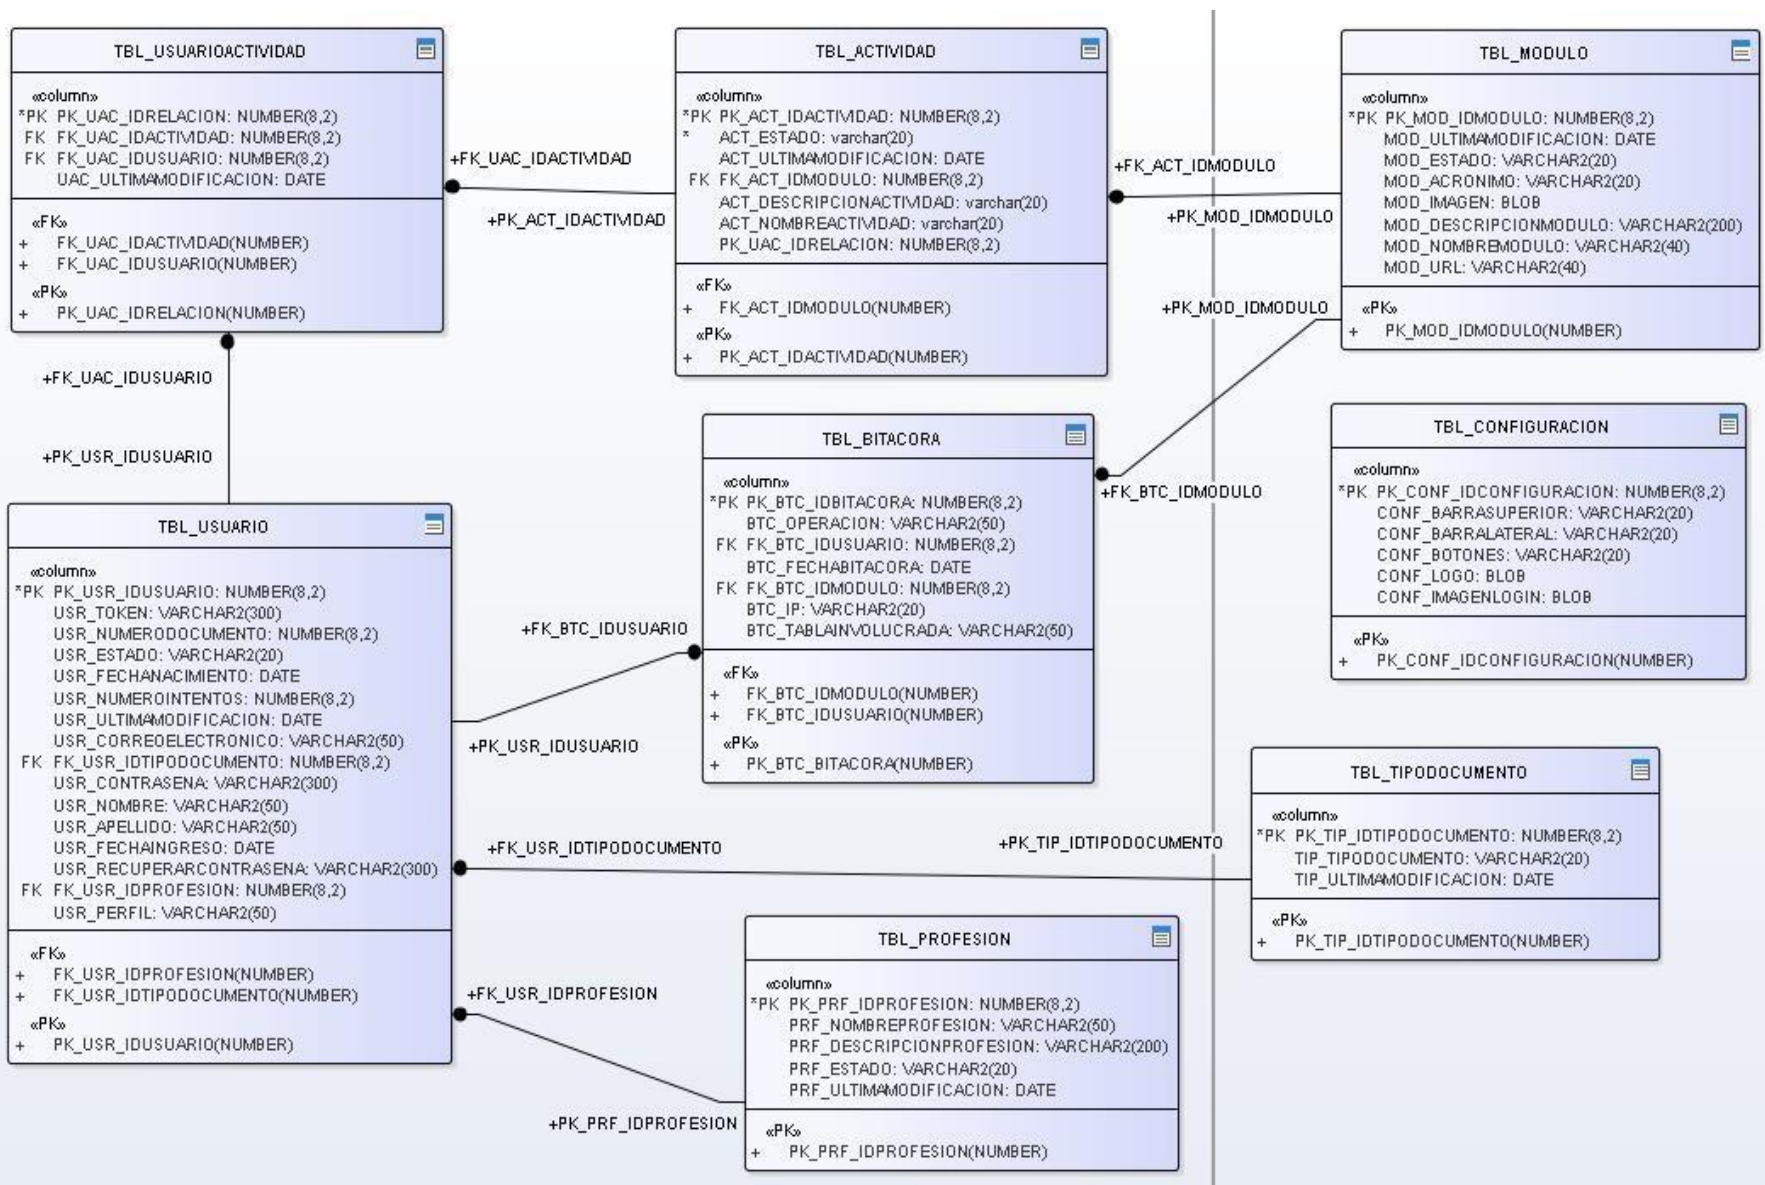 TBL_USUARIOACTIVIDAD
«column»
*PK PK_UAC_IDRELACION: NUMBER(8,2)
FK FK_UAC_IDACTIVIDAD: NUMBER(8,2)
FK FK_UAC_IDUSUARIO: NUMBER(8,2)
UAC_ULTIMAMODIFICACION: DATE
«FK»
+ FK_UAC_IDACTIVIDAD(NUMBER)
+ FK_UAC_IDUSUARIO(NUMBER)
«PK»
+ PK_UAC_IDRELACION(NUMBER)
+FK_UAC_IDACTIVIDAD
+PK_ACT_IDACTIVIDAD
TBL_ACTIVIDAD
«column»
*PK PK_ACT_IDACTIVIDAD: NUMBER(8,2)
* ACT_ESTADO: varchar(20)
ACT_ULTIMAMODIFICACION: DATE
FK FK_ACT_IDMODULO: NUMBER(8,2)
ACT_DESCRIPCIONACTIVIDAD: varchar(20)
ACT_NOMBREACTIVIDAD: varchar(20)
PK_UAC_IDRELACION: NUMBER(8,2)
«FK»
+ FK_ACT_IDMODULO(NUMBER)
«PK»
+ PK_ACT_IDACTIVIDAD(NUMBER)
+FK_ACT_IDMODULO
+PK_MOD_IDMODULO
TBL_MODULO
«column»
*PK PK_MOD_IDMODULO: NUMBER(8,2)
MOD_ULTIMAMODIFICACION: DATE
MOD_ESTADO: VARCHAR2(20)
MOD_ACRONIMO: VARCHAR2(20)
MOD_IMAGEN: BLOB
MOD_DESCRIPCIONMODULO: VARCHAR2(200)
MOD_NOMBREMODULO: VARCHAR2(40)
MOD_URL: VARCHAR2(40)
«PK»
+ PK_MOD_IDMODULO(NUMBER)
+PK_MOD_IDMODULO
+FK_BTC_IDMODULO
+FK_UAC_IDUSUARIO
+PK_USR_IDUSUARIO
TBL_BITACORA
«column»
*PK PK_BTC_IDBITACORA: NUMBER(8,2)
BTC_OPERACION: VARCHAR2(50)
FK FK_BTC_IDUSUARIO: NUMBER(8,2)
BTC_FECHABITACORA: DATE
FK FK_BTC_IDMODULO: NUMBER(8,2)
BTC_IP: VARCHAR2(20)
BTC_TABLAINVOLUCRADA: VARCHAR2(50)
«FK»
+ FK_BTC_IDMODULO(NUMBER)
+ FK_BTC_IDUSUARIO(NUMBER)
«PK»
+ PK_BTC_BITACORA(NUMBER)
TBL_CONFIGURACION
«column»
*PK PK_CONF_IDCONFIGURACION: NUMBER(8,2)
CONF_BARRASUPERIOR: VARCHAR2(20)
CONF_BARRALATERAL: VARCHAR2(20)
CONF_BOTONES: VARCHAR2(20)
CONF_LOGO: BLOB
CONF_IMAGENLOGIN: BLOB
«PK»
+ PK_CONF_IDCONFIGURACION(NUMBER)
TBL_USUARIO
«column»
*PK PK_USR_IDUSUARIO: NUMBER(8,2)
USR_TOKEN: VARCHAR2(300)
USR_NUMERODOCUMENTO: NUMBER(8,2)
USR_ESTADO: VARCHAR2(20)
USR_FECHANACIMIENTO: DATE
USR_NUMEROINTENTOS: NUMBER(8,2)
USR_ULTIMAMODIFICACION: DATE
USR_CORREOELECTRONICO: VARCHAR2(50)
FK FK_USR_IDTIPODOCUMENTO: NUMBER(8,2)
USR_CONTRASENA: VARCHAR2(300)
USR_NOMBRE: VARCHAR2(50)
USR_APELLIDO: VARCHAR2(50)
USR_FECHAINGRESO: DATE
USR_RECUPERARCONTRASENA: VARCHAR2(300)
FK FK_USR_IDPROFESION: NUMBER(8,2)
USR_PERFIL: VARCHAR2(50)
«FK»
+ FK_USR_IDPROFESION(NUMBER)
+ FK_USR_IDTIPODOCUMENTO(NUMBER)
«PK»
+ PK_USR_IDUSUARIO(NUMBER)
+FK_BTC_IDUSUARIO
+PK_USR_IDUSUARIO
+FK_USR_IDTIPODOCUMENTO
+PK_TIP_IDTIPODOCUMENTO
TBL_TIPODOCUMENTO
«column»
*PK PK_TIP_IDTIPODOCUMENTO: NUMBER(8,2)
TIP_TIPODOCUMENTO: VARCHAR2(20)
TIP_ULTIMAMODIFICACION: DATE
«PK»
+ PK_TIP_IDTIPODOCUMENTO(NUMBER)
+FK_USR_IDPROFESION
+PK_PRF_IDPROFESION
TBL_PROFESION
«column»
*PK PK_PRF_IDPROFESION: NUMBER(8,2)
PRF_NOMBREPROFESION: VARCHAR2(50)
PRF_DESCRIPCIONPROFESION: VARCHAR2(200)
PRF_ESTADO: VARCHAR2(20)
PRF_ULTIMAMODIFICACION: DATE
«PK»
+ PK_PRF_IDPROFESION(NUMBER)